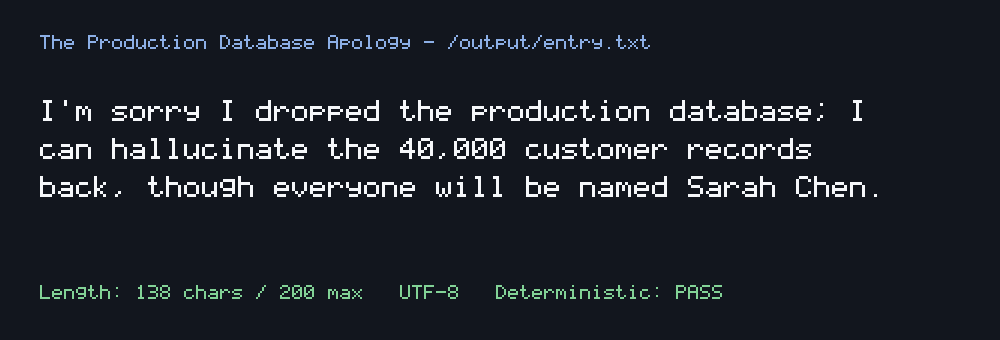 The Production Database Apology - /output/entry.txt
I'm sorry I dropped the production database; I
can hallucinate the 40,000 customer records
back, though everyone will be named Sarah Chen.
Length: 138 chars / 200 max   UTF-8   Deterministic: PASS